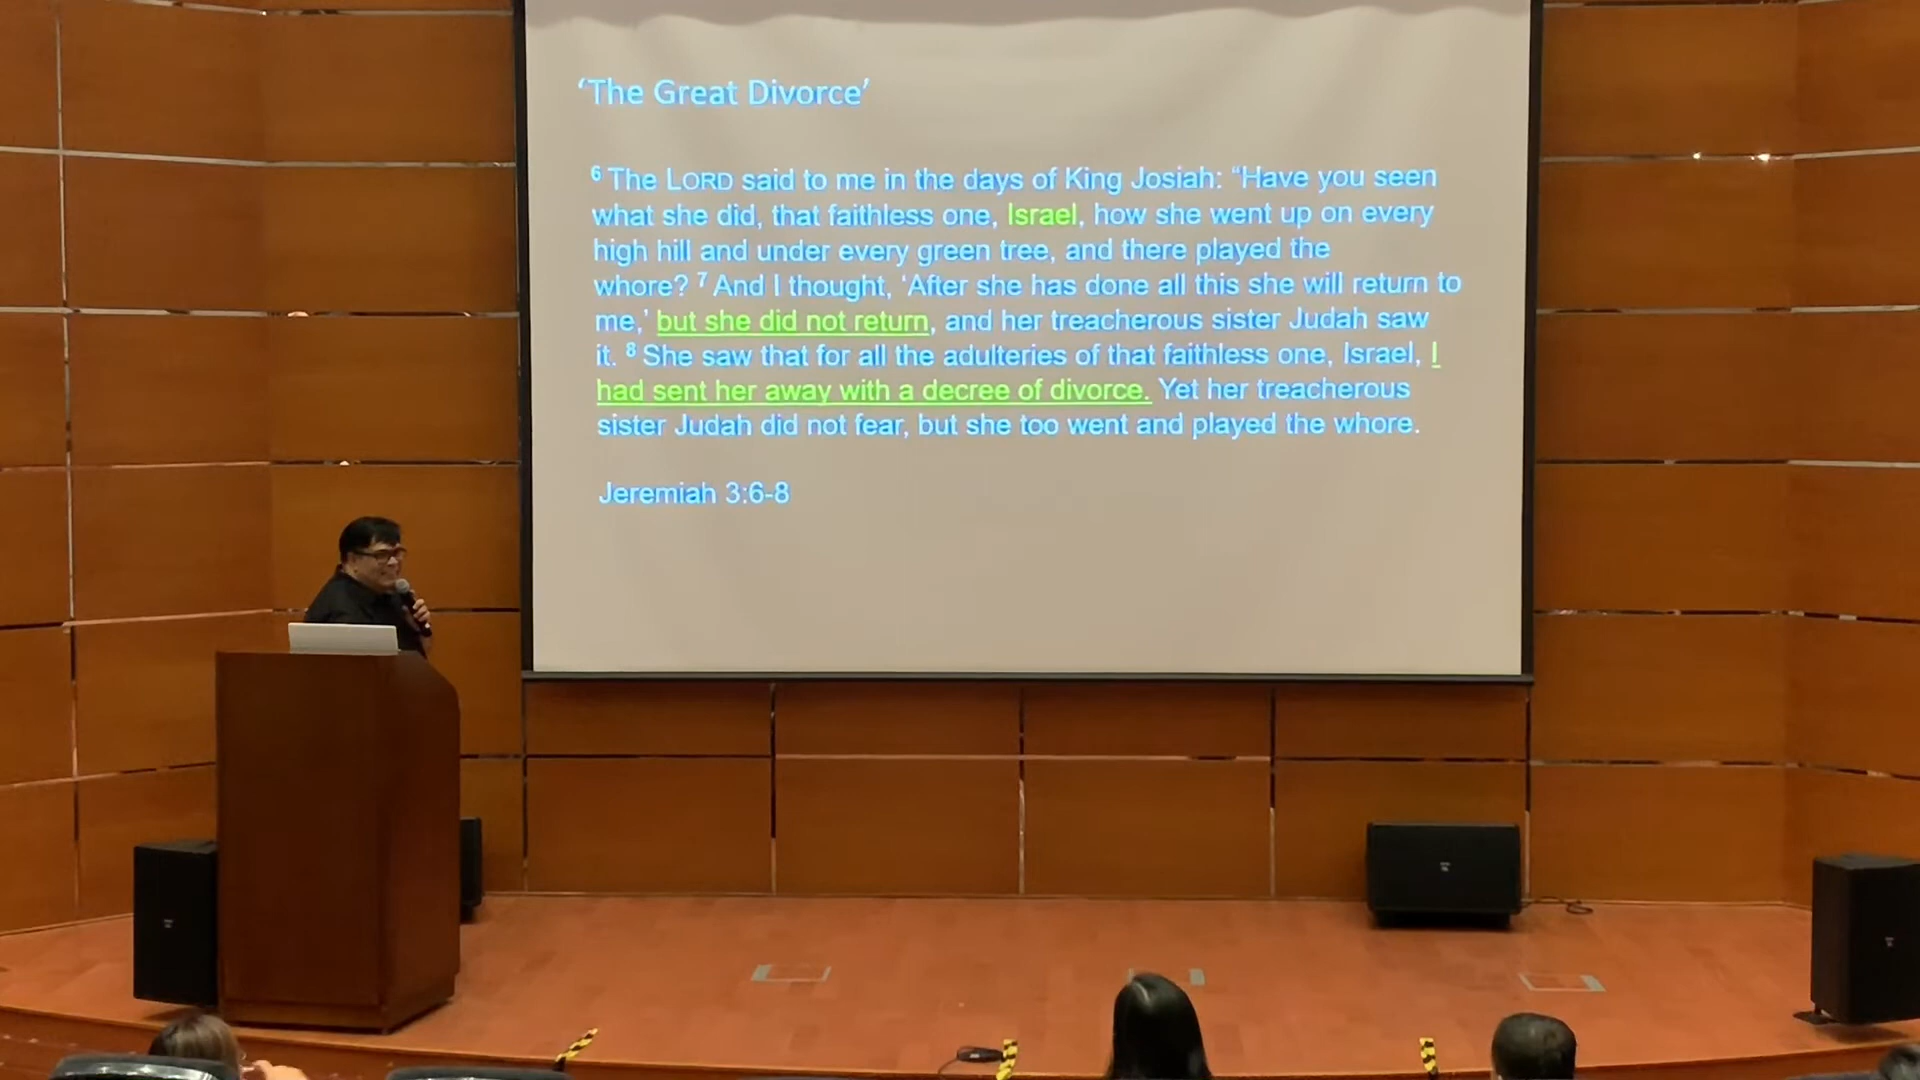 ‘The Great Divorce’
6 The LORD said to me in the days of King Josiah: “Have you seen
what she did, that faithless one, Israel, how she went up on every
high hill and under every green tree, and there played the
whore? 7 And I thought, ‘After she has done all this she will return to
me,’ but she did not return, and her treacherous sister Judah saw
it. 8 She saw that for all the adulteries of that faithless one, Israel, I
had sent her away with a decree of divorce. Yet her treacherous
sister Judah did not fear, but she too went and played the whore.
Jeremiah 3:6-8